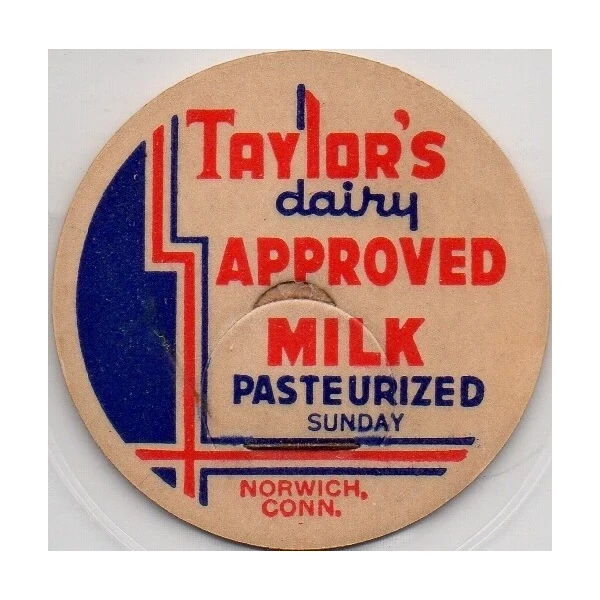 Taylor's
dairy
APPROVED
MILK
PASTEURIZED
SUNDAY
NORWICH,
CONN.